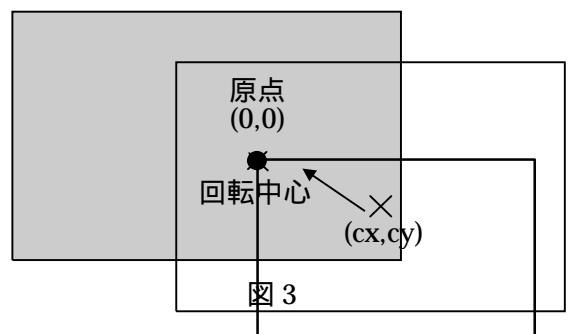 原点
(0,0)
回転中心
(cx,cy)
図 3